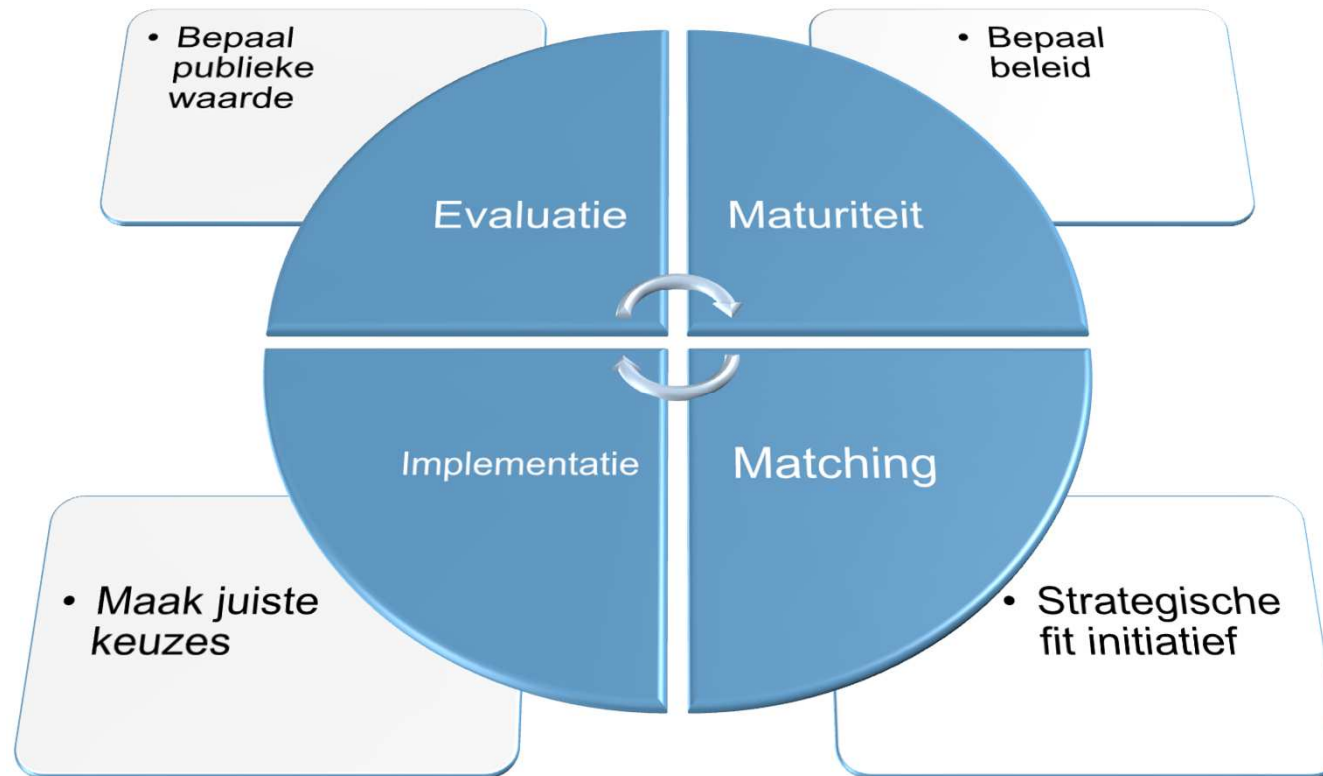 • Bepaal
publieke
waarde
• Bepaal
beleid
Evaluatie
Maturiteit
Implementatie
Matching
• Maak juiste
keuzes
• Strategische
fit initiatief